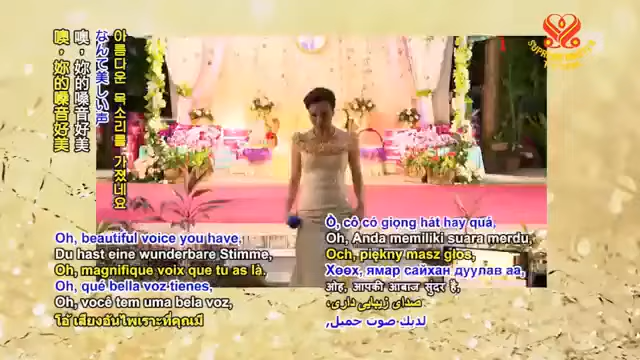 噢，妳的嗓音好美
噢，妳的嗓音好美
なんて美しい声
아름다운 목소리를 가졌네요
Oh, beautiful voice you have,
Du hast eine wunderbare Stimme,
Oh, magnifique voix que tu as là.
Oh, qué bella voz tienes,
Oh, você tem uma bela voz,
โอ้ เสียงอันไพเราะที่คุณมี
Ồ, cô có giọng hát hay quá,
Oh, Anda memiliki suara merdu,
Och, piękny masz głos,
Хөөх, ямар сайхан дуулав аа,
ओह, आपकी आबाज सुंदर है,
صدای زیبایی داری،
لديك صوت جميل,